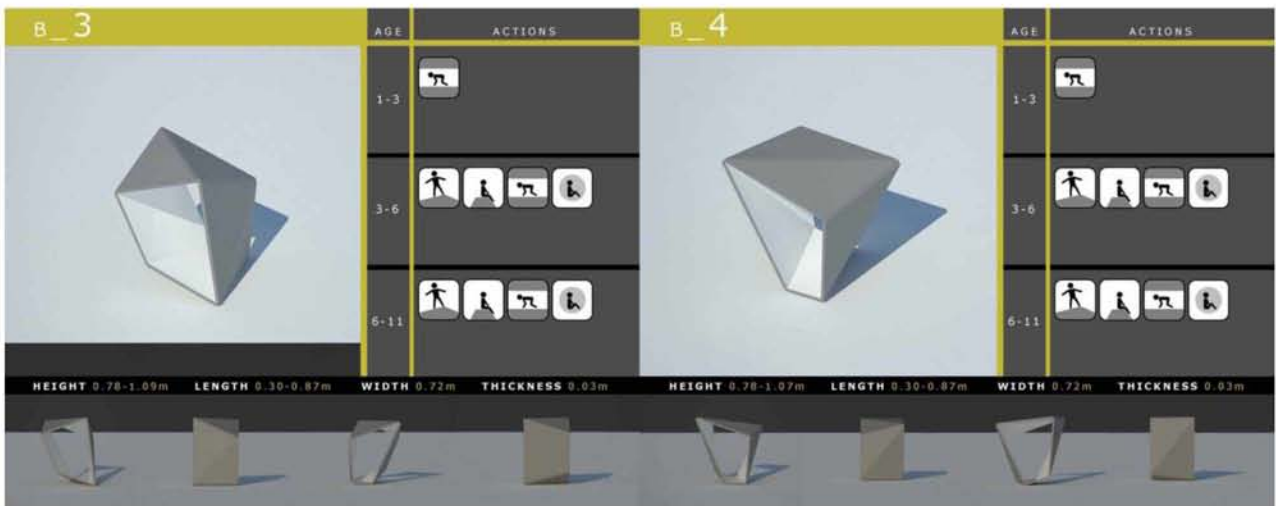 B_3
AGE
ACTIONS
1-3
3-6
6-11
HEIGHT 0.78-1.09m LENGTH 0.30-0.87m WIDTH 0.72m THICKNESS 0.03m
B_4
AGE
ACTIONS
1-3
3-6
6-11
HEIGHT 0.78-1.07m LENGTH 0.30-0.87m WIDTH 0.72m THICKNESS 0.03m